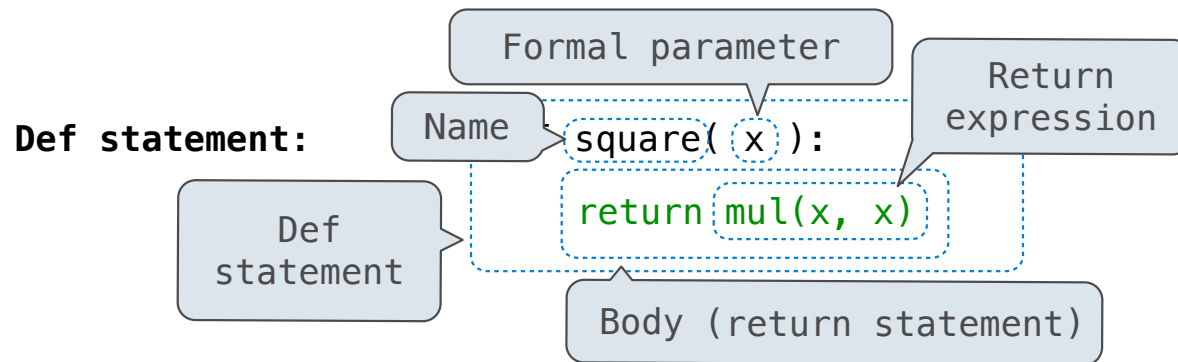 Formal parameter
Return
expression
Def statement:
Name
square( x ):
return mul(x, x)
Def
statement
Body (return statement)